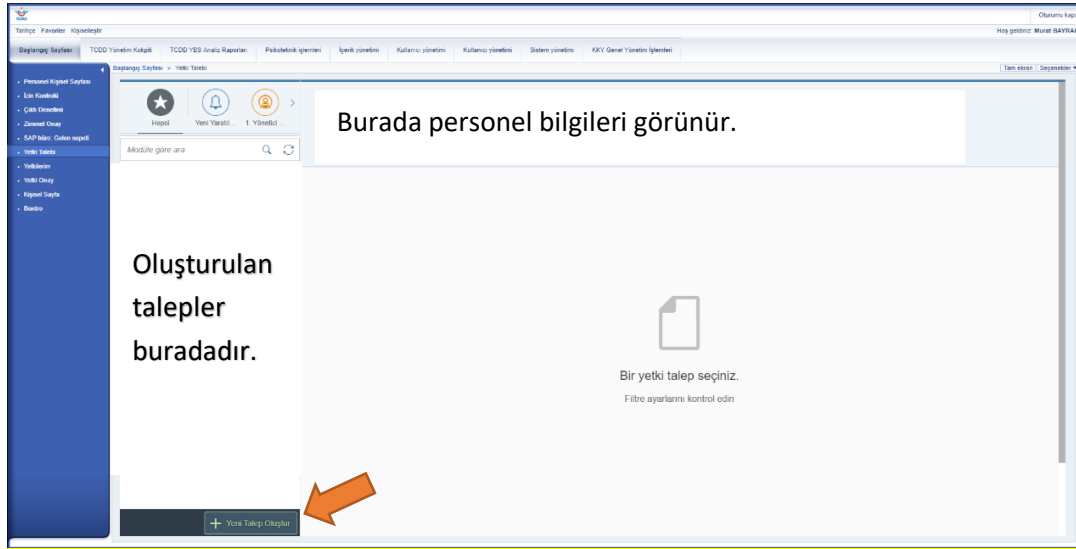 TCDD
Oturumu kapa
Tarihçe Favoriler Kişiselleştir
Hoş geldiniz: Murat BAYRA
Başlangıç Sayfası TCDD Yönetim Kokpiti TCDD YBS Analiz Raporları Psikoteknik işlemleri İçerik yönetimi Kullanıcı yönetimi Kullanıcı yönetimi Sistem yönetimi KKY Genel Yönetim İşlemleri
Başlangıç Sayfası > Yetki Talebi
Tam ekran Seçenekler
Personel Kişisel Sayfası
İzin Kontrolü
Çıktı Denetimi
Zimmet Onay
SAP büro: Gelen sepeti
Yetki Talebi
Yetkilerim
Yetki Onay
Kişisel Sayfa
Bordro
Hepsi Yeni Yaratıl... 1. Yönetici ...
Modüle göre ara
Burada personel bilgileri görünür.
Oluşturulan
talepler
buradadır.
Bir yetki talep seçiniz.
Filtre ayarlarını kontrol edin
Yeni Talep Oluştur